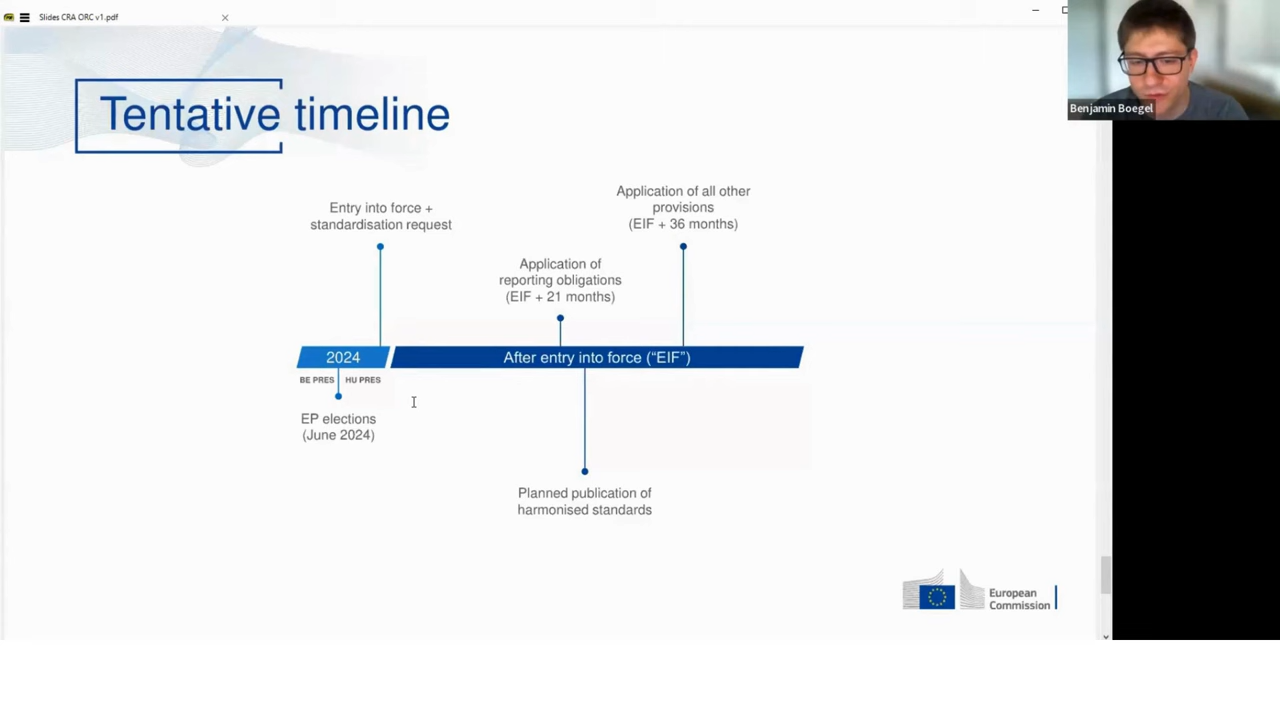 Slides CRA ORC v1.pdf
Benjamin Boegel
Tentative timeline
Entry into force +
standardisation request
Application of
reporting obligations
(EIF + 21 months)
Application of all other
provisions
(EIF + 36 months)
2024
After entry into force (“EIF”)
BE PRES
HU PRES
EP elections
(June 2024)
Planned publication of
harmonised standards
European
Commission